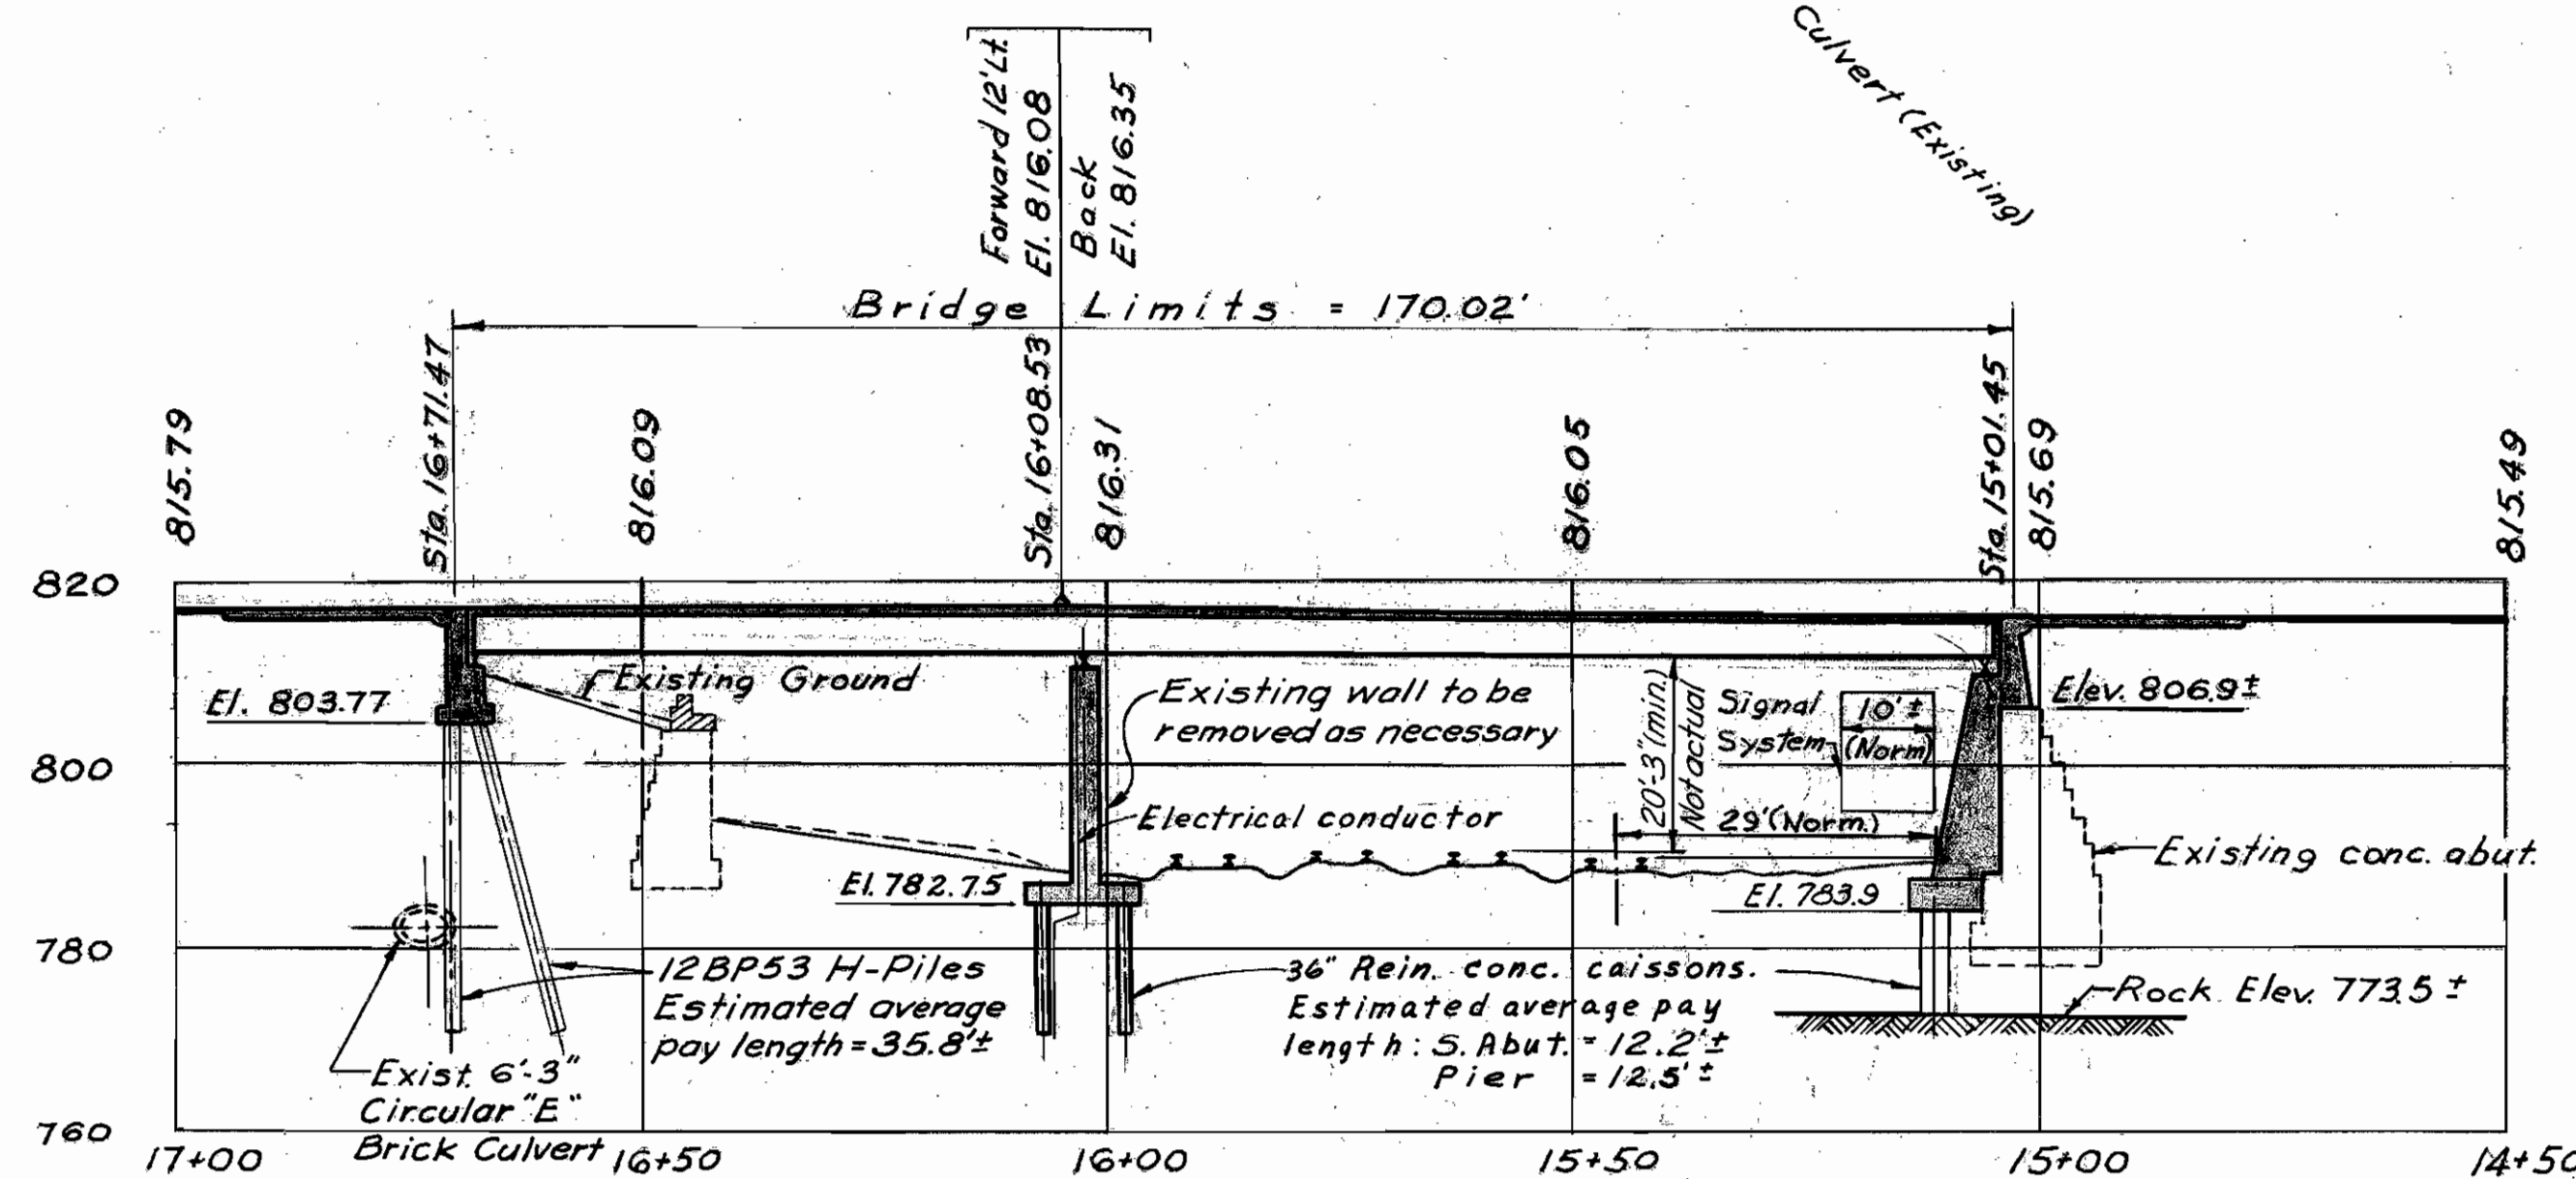 Culvert (Existing)
Forward 12' Lt.
El. 816.08
Back
El. 816.35
Bridge Limits = 170.02'
815.79
Sta. 16+71.47
816.09
Sta. 16+08.53
816.31
816.05
Sta. 15+01.45
815.69
815.49
820
800
780
760
El. 803.77
Existing Ground
Existing wall to be
removed as necessary
Electrical conductor
El. 782.75
20'-3" (min.)
Not actual
Signal
System
10' ±
(Norm)
29' (Norm.)
Elev. 806.9 ±
Existing conc. abut.
El. 783.9
12BP53 H-Piles
Estimated average
pay length = 35.8' ±
36" Rein. conc. caissons.
Estimated average pay
length: S. Abut. = 12.2' ±
Pier = 12.5' ±
Rock Elev. 773.5 ±
Exist. 6'-3"
Circular "E"
Brick Culvert
17+00
16+50
16+00
15+50
15+00
14+50